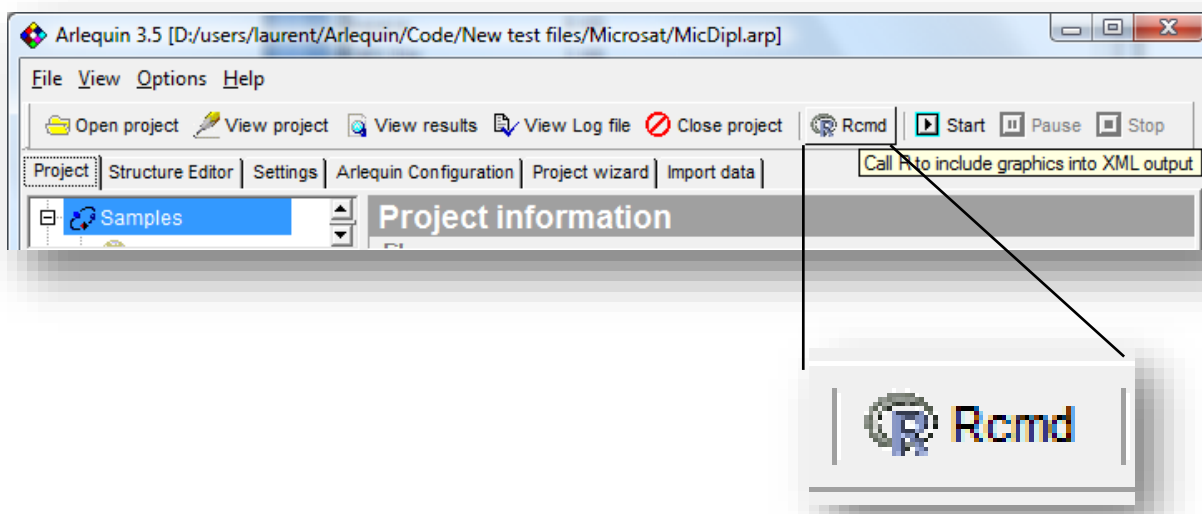 Arlequin 3.5 [D:/users/laurent/Arlequin/Code/New test files/Microsat/MicDipl.arp]
File View Options Help
Open project View project View results View Log file Close project Rcmd Start Pause Stop
Call R to include graphics into XML output
Project Structure Editor Settings Arlequin Configuration Project wizard Import data
Samples Project information
Rcmd